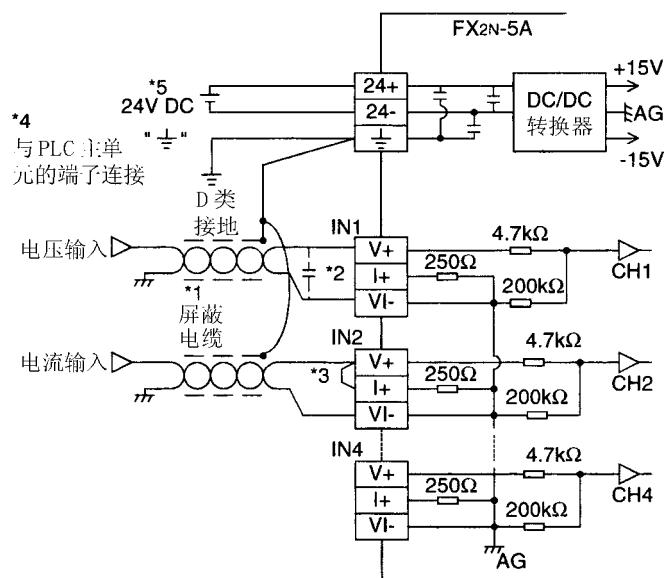 FX2N-5A
*5
24V DC
24+
24-
DC/DC
转换器
+15V
AG
-15V
*4
与PLC主单
元的端子连接
" "
D类
接地
IN1
电压输入
V+
I+
VI-
*2
4.7kΩ
250Ω
200kΩ
CH1
*1
屏蔽
电缆
IN2
电流输入
V+
I+
VI-
*3
4.7kΩ
250Ω
200kΩ
CH2
IN4
V+
I+
VI-
4.7kΩ
250Ω
200kΩ
CH4
AG